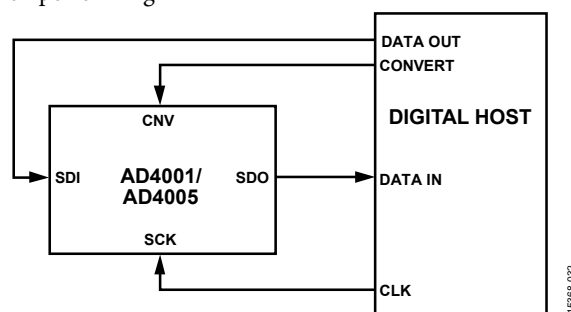 DATA OUT
CONVERT
DIGITAL HOST
CNV
SDI
AD4001/
AD4005
SDO
DATA IN
SCK
CLK